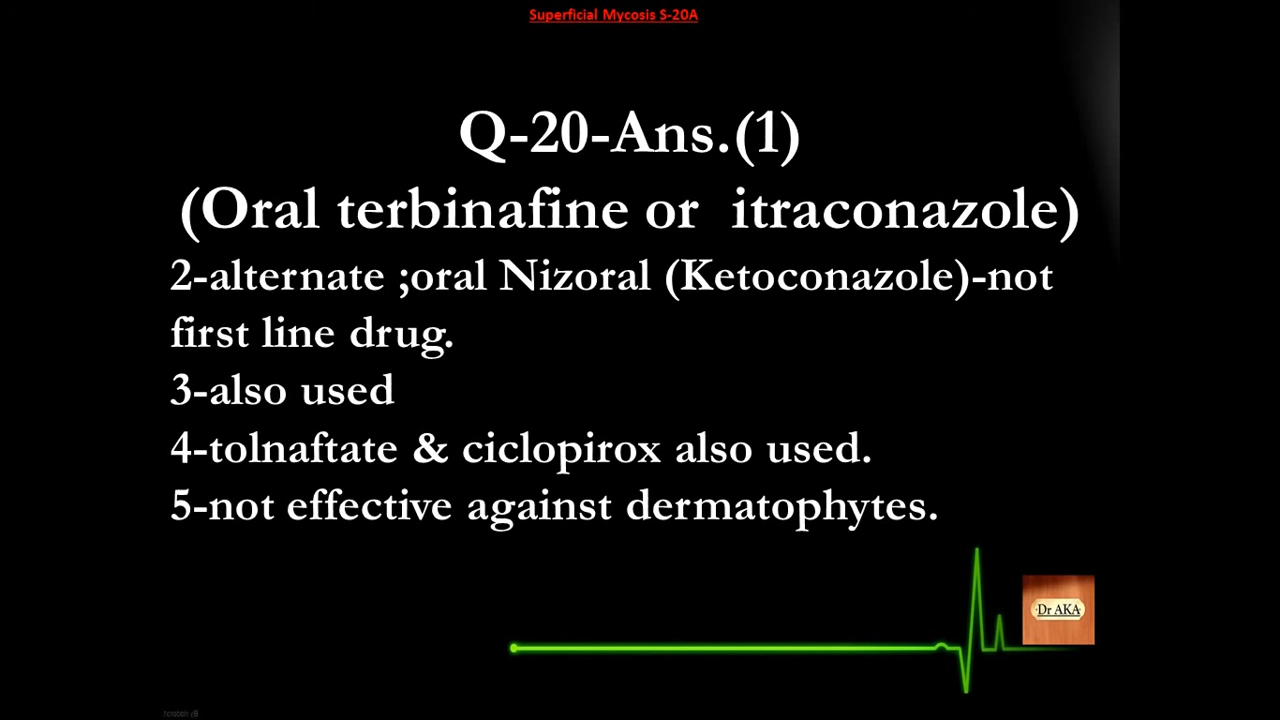 Superficial Mycosis S-20A
Q-20-Ans.(1)
(Oral terbinafine or itraconazole)
2-alternate ;oral Nizoral (Ketoconazole)-not
first line drug.
3-also used
4-tolnaftate & ciclopirox also used.
5-not effective against dermatophytes.
Dr AKA